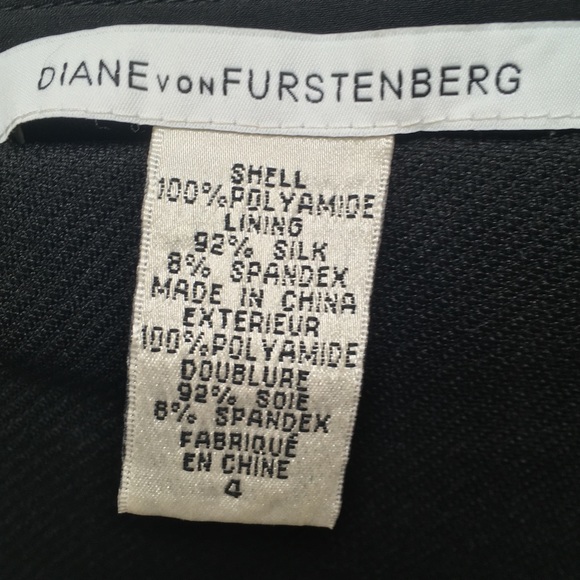 DIANE VON FURSTENBERG
SHELL
100%POLYAMIDE
LINING
92% SILK
8% SPANDEX
MADE IN CHINA
EXTERIEUR
100%POLYAMIDE
DOUBLURE
92% SOIE
8% SPANDEX
FABRIQUÉ
EN CHINE
4